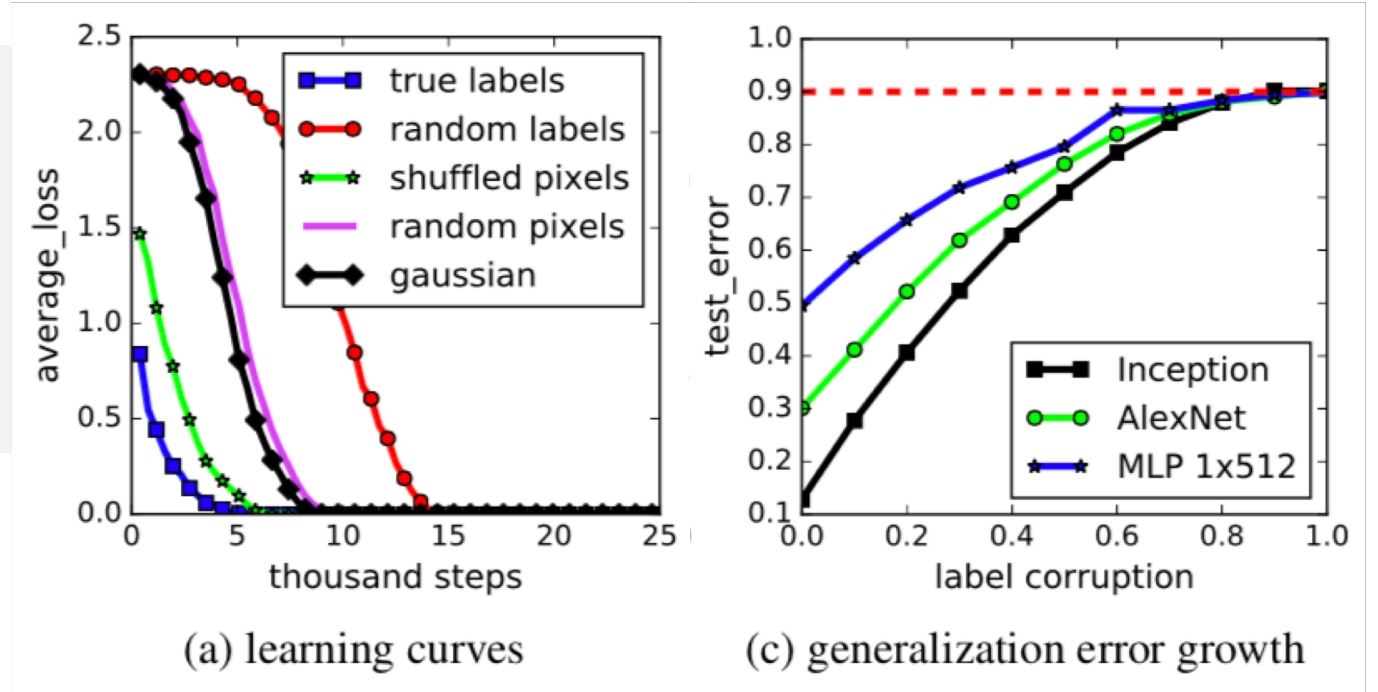 2.5
2.0
1.5
1.0
0.5
0.0
average_loss
true labels
random labels
shuffled pixels
random pixels
gaussian
0 5 10 15 20 25
thousand steps
(a) learning curves
1.0
0.9
0.8
0.7
0.6
0.5
0.4
0.3
0.2
0.1
test_error
Inception
AlexNet
MLP 1x512
0.0 0.2 0.4 0.6 0.8 1.0
label corruption
(c) generalization error growth